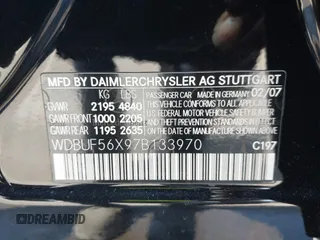 MFD BY DAIMLERCHRYSLER AG STUTTGART
PASSENGER CAR MADE IN GERMANY 02/07
KG LBS
GVWR 2195 4840
GAWR FRONT 1000 2205
GAWR REAR 1195 2635
THIS VEHICLE CONFORMS TO ALL
APPLICABLE U.S. FEDERAL MOTOR
VEHICLE SAFETY, BUMPER, AND
THEFT PREVENTION STANDARDS
IN EFFECT ON THE DATE OF
MANUFACTURE SHOWN ABOVE
WDBUF56X97B133970
C197
DREAMBID